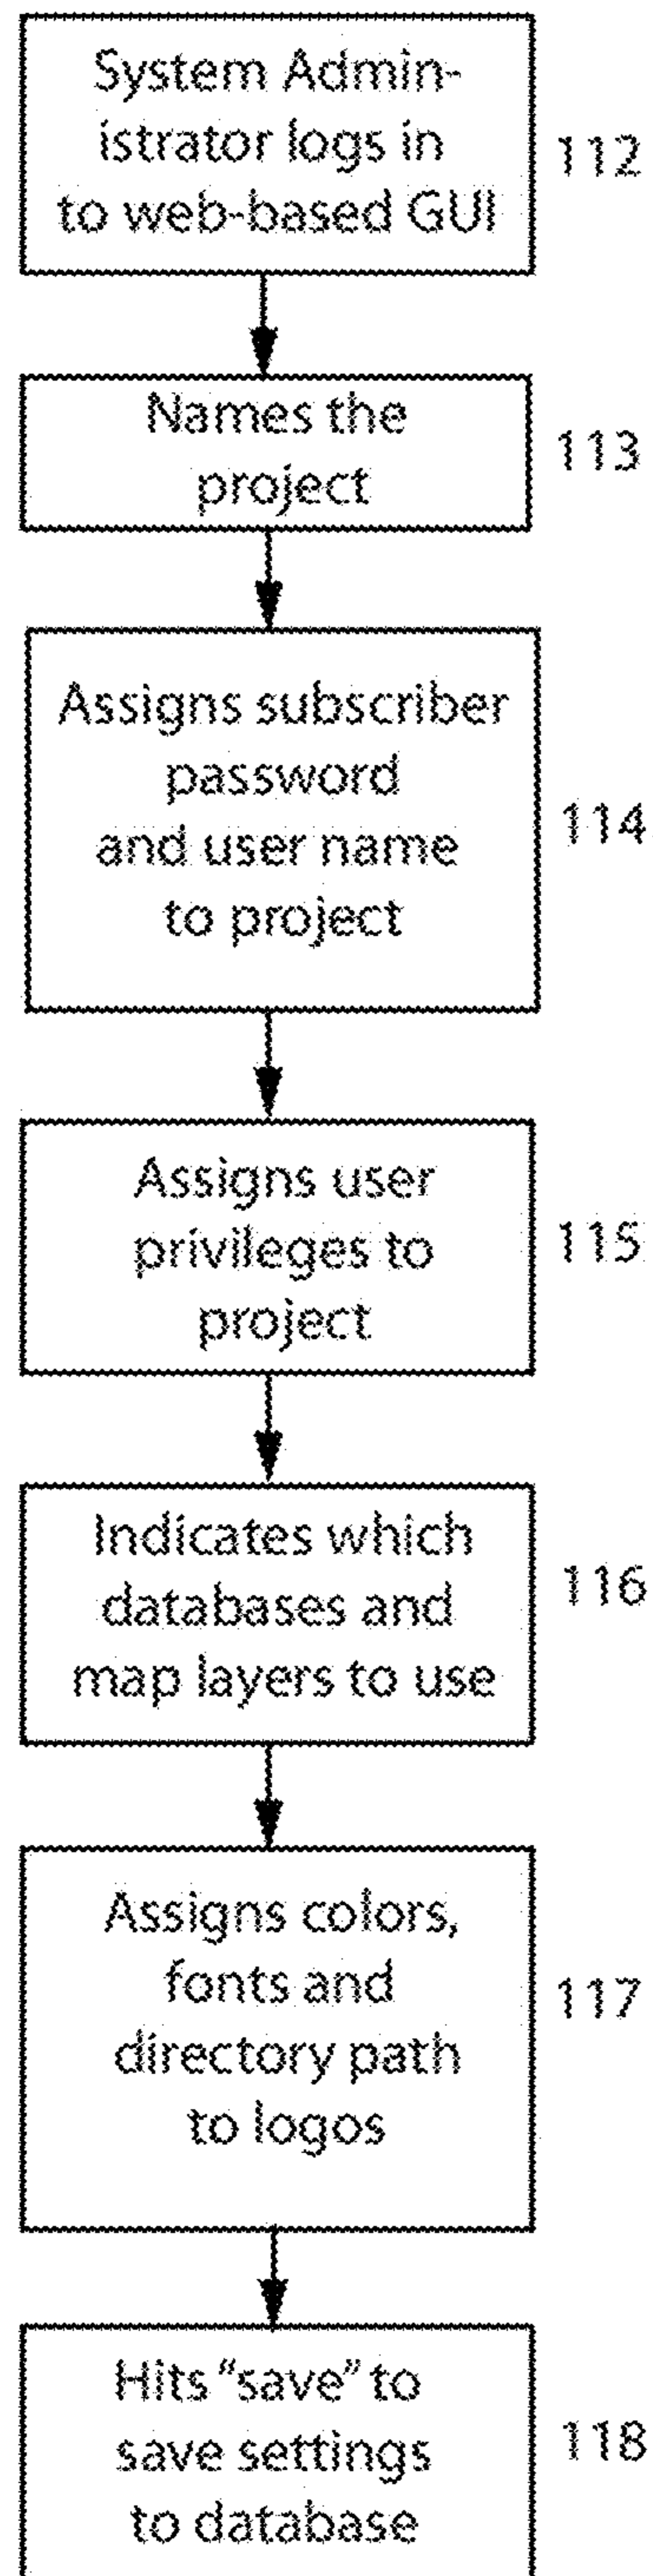 System Admin-
istrator logs in
to web-based GUI
112
Names the
project
113
Assigns subscriber
password
and user name
to project
114
Assigns user
privileges to
project
115
Indicates which
databases and
map layers to use
116
Assigns colors,
fonts and
directory path
to logos
117
Hits “save” to
save settings
to database
118